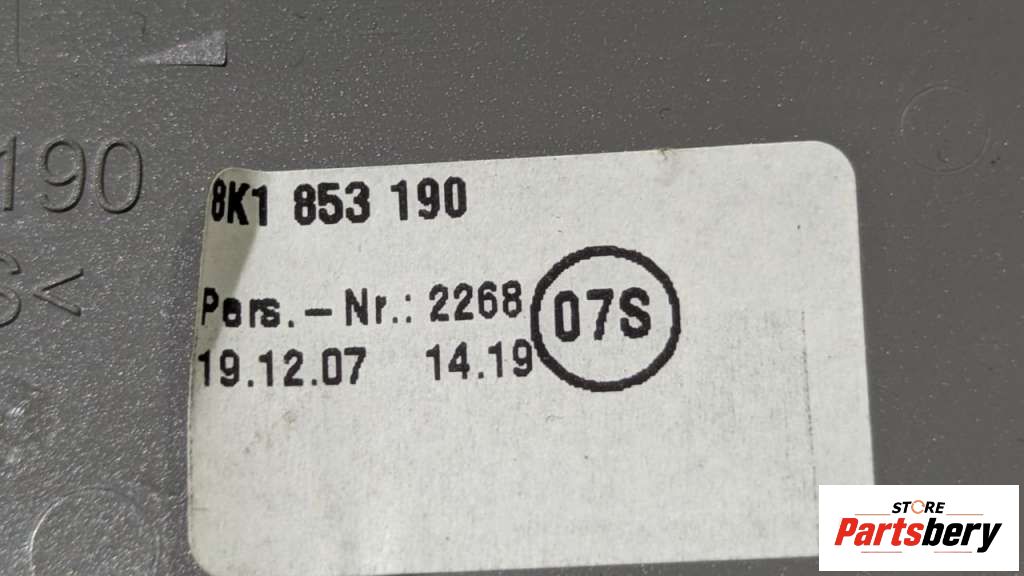 190
8K1 853 190
Pers.-Nr.: 2268
07S
19.12.07 14.19
S<
STORE
Partsbery